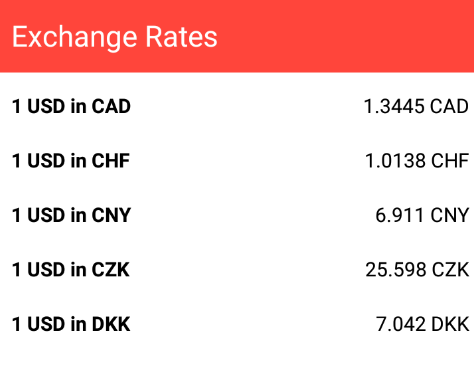 Exchange Rates
1 USD in CAD 1.3445 CAD
1 USD in CHF 1.0138 CHF
1 USD in CNY 6.911 CNY
1 USD in CZK 25.598 CZK
1 USD in DKK 7.042 DKK